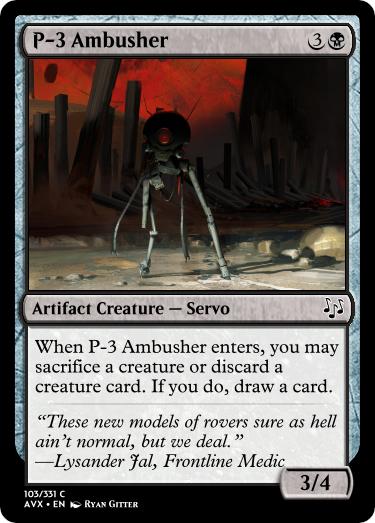 P-3 Ambusher 3
Artifact Creature — Servo
When P-3 Ambusher enters, you may
sacrifice a creature or discard a
creature card. If you do, draw a card.
“These new models of rovers sure as hell
ain’t normal, but we deal.”
—Lysander Jal, Frontline Medic
3/4
103/331 C
AVX • EN Ryan Gitter